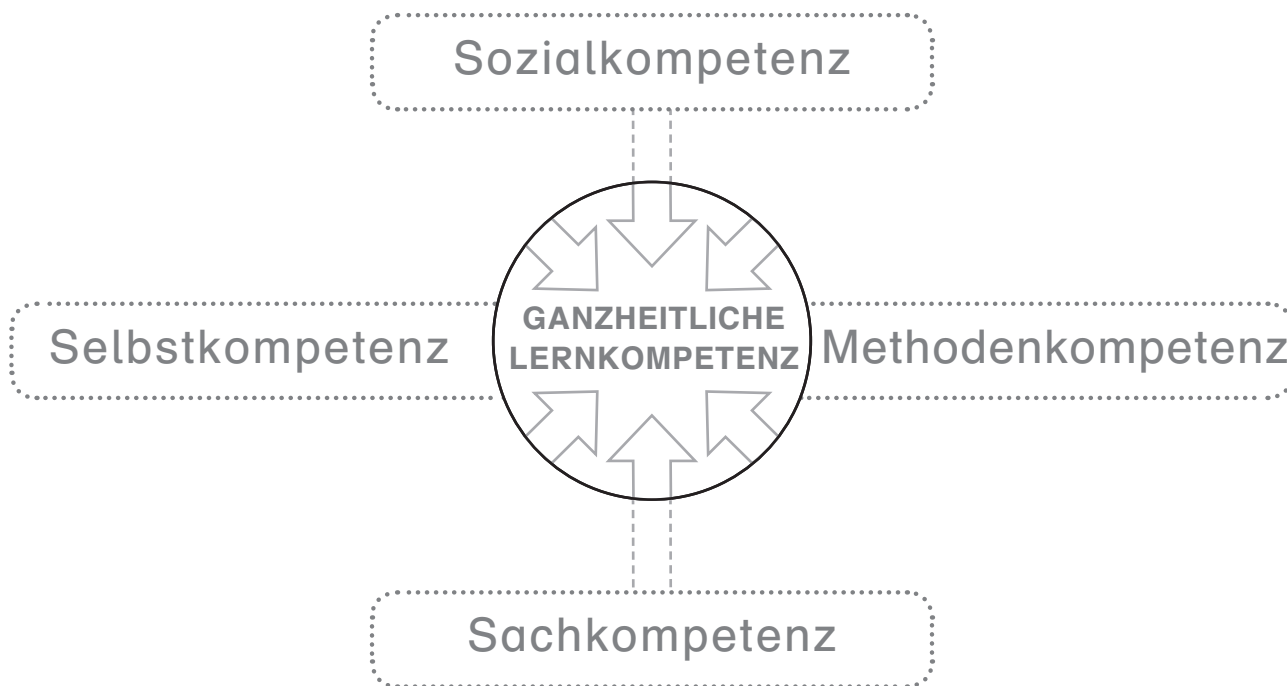 Sozialkompetenz
Selbstkompetenz
GANZHEITLICHE
LERNKOMPETENZ
Methodenkompetenz
Sachkompetenz